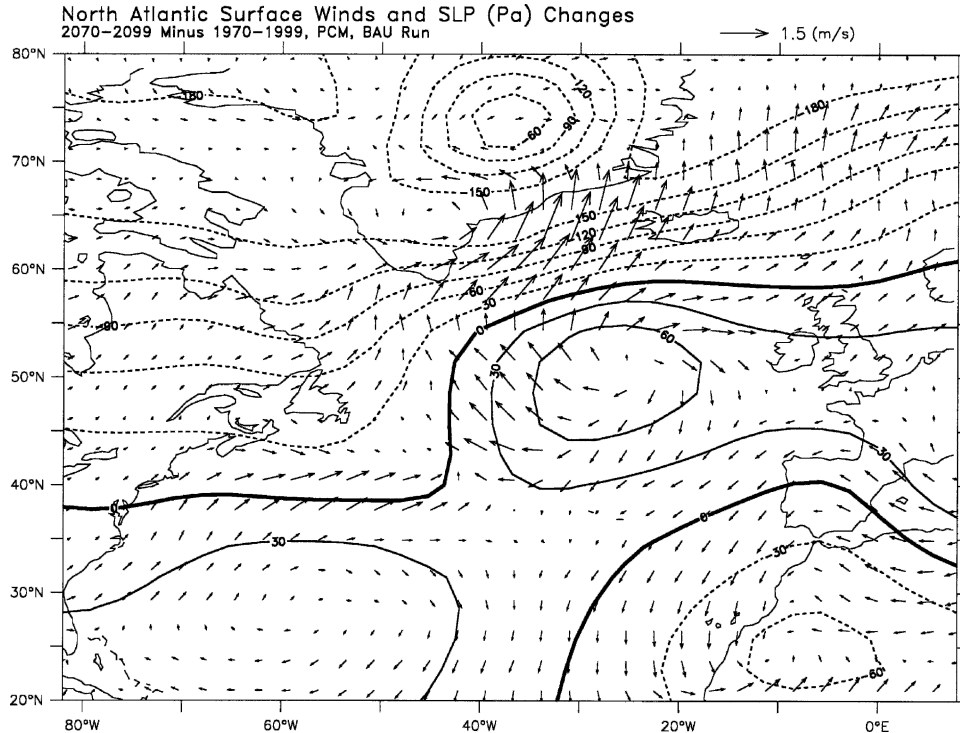 North Atlantic Surface Winds and SLP (Pa) Changes
2070-2099 Minus 1970-1999, PCM, BAU Run
1.5 (m/s)
80°N
180
120
180
60
90
70°N
150
150
120
90
60°N
60
30
90
0
60
50°N
30
30
40°N
0
0
30
30
30°N
60
20°N
80°W
60°W
40°W
20°W
0°E